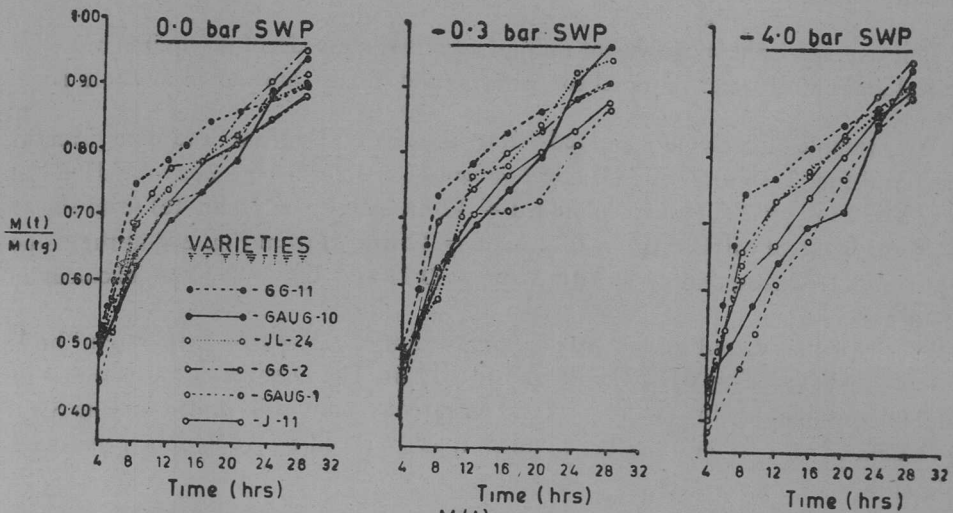 0.0 bar SWP
-0.3 bar SWP
-4.0 bar SWP
1.00
0.90
0.80
0.70
0.60
0.50
0.40
M(t)
M(tg)
VARIETIES
-GG-11
-GAUG-10
-JL-24
-GG-2
-GAUG-1
-J-11
4 8 12 16 20 24 28 32
4 8 12 16 20 24 28 32
4 8 12 16 20 24 28 32
Time (hrs)
Time (hrs)
Time (hrs)